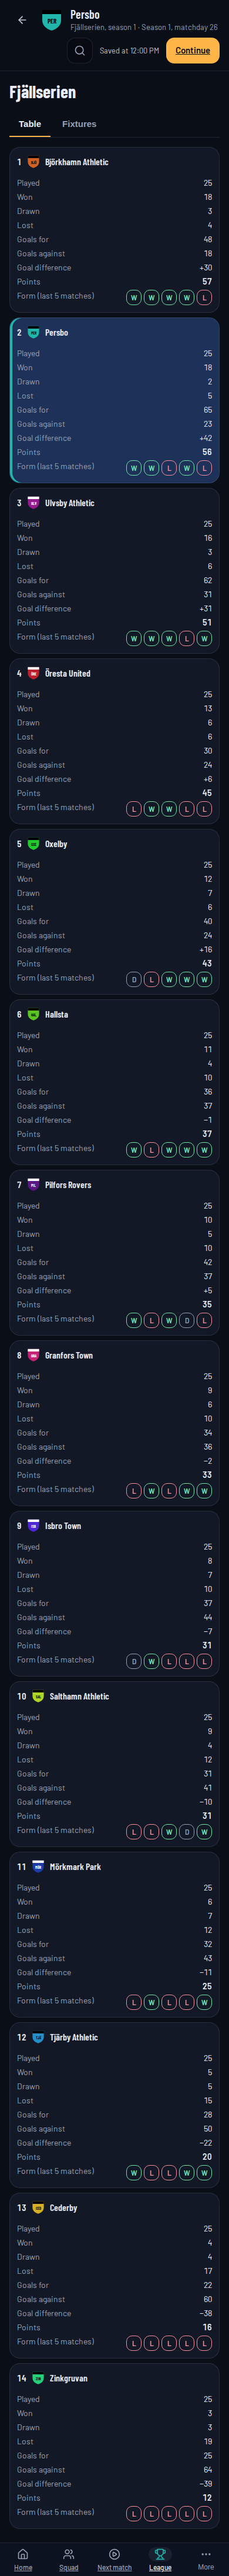 PER
Persbo
Fjällserien, season 1 · Season 1, matchday 26
Saved at 12:00 PM
Continue
Fjällserien
Table Fixtures
1 Björkhamn Athletic
Played 25
Won 18
Drawn 3
Lost 4
Goals for 48
Goals against 18
Goal difference +30
Points 57
Form (last 5 matches) W W W W L
2 Persbo
Played 25
Won 18
Drawn 2
Lost 5
Goals for 65
Goals against 23
Goal difference +42
Points 56
Form (last 5 matches) W W L W L
3 Ulvsby Athletic
Played 25
Won 16
Drawn 3
Lost 6
Goals for 62
Goals against 31
Goal difference +31
Points 51
Form (last 5 matches) W W W L W
4 Öresta United
Played 25
Won 13
Drawn 6
Lost 6
Goals for 30
Goals against 24
Goal difference +6
Points 45
Form (last 5 matches) L W W L L
5 Oxelby
Played 25
Won 12
Drawn 7
Lost 6
Goals for 40
Goals against 24
Goal difference +16
Points 43
Form (last 5 matches) D L W W W
6 Hallsta
Played 25
Won 11
Drawn 4
Lost 10
Goals for 36
Goals against 37
Goal difference −1
Points 37
Form (last 5 matches) W L W W W
7 Pilfors Rovers
Played 25
Won 10
Drawn 5
Lost 10
Goals for 42
Goals against 37
Goal difference +5
Points 35
Form (last 5 matches) W L W D L
8 Granfors Town
Played 25
Won 9
Drawn 6
Lost 10
Goals for 34
Goals against 36
Goal difference −2
Points 33
Form (last 5 matches) L W L W W
9 Isbro Town
Played 25
Won 8
Drawn 7
Lost 10
Goals for 37
Goals against 44
Goal difference −7
Points 31
Form (last 5 matches) D W L L L
10 Salthamn Athletic
Played 25
Won 9
Drawn 4
Lost 12
Goals for 31
Goals against 41
Goal difference −10
Points 31
Form (last 5 matches) L L W D W
11 Mörkmark Park
Played 25
Won 6
Drawn 7
Lost 12
Goals for 32
Goals against 43
Goal difference −11
Points 25
Form (last 5 matches) L W L L W
12 Tjärby Athletic
Played 25
Won 5
Drawn 5
Lost 15
Goals for 28
Goals against 50
Goal difference −22
Points 20
Form (last 5 matches) W L L W W
13 Cederby
Played 25
Won 4
Drawn 4
Lost 17
Goals for 22
Goals against 60
Goal difference −38
Points 16
Form (last 5 matches) L L L L L
14 Zinkgruvan
Played 25
Won 3
Drawn 3
Lost 19
Goals for 25
Goals against 64
Goal difference −39
Points 12
Form (last 5 matches) L L L L L
Home Squad Next match League More